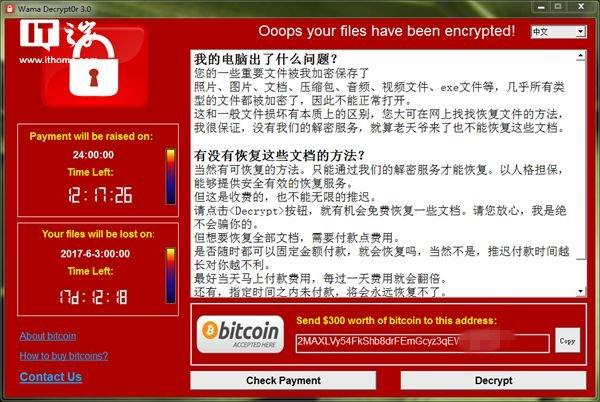 Wama Decrypt0r 3.0
IT
www.ithome.com
Ooops your files have been encrypted!
中文
我的电脑出了什么问题？
您的一些重要文件被我加密保存了
照片、图片、文档、压缩包、音频、视频文件、exe文件等，几乎所有类
型的文件都被加密了，因此不能正常打开。
这和一般文件损坏有本质上的区别，您大可在网上找找恢复文件的方法，
我很保证，没有我们的解密服务，就算老天爷来了也不能恢复这些文档。
有没有恢复这些文档的方法？
当然有可恢复的方法。只能通过我们的解密服务才能恢复。以人格担保，
能够提供安全有效的恢复服务。
但这是收费的，也不能无限的推迟。
请点击<Decrypt>按钮，就有机会免费恢复一些文档。请您放心，我是绝
不会骗你的。
但想要恢复全部文档，需要付款点费用。
是否随时都可以固定金额付款，就会恢复吗，当然不是，推迟付款时间越
长对你越不利。
最好当天马上付款费用，每过一天费用就会翻倍。
还有，指定时间之内未付款，将会永远恢复不了。
Payment will be raised on:
24:00:00
Time Left:
12:17:26
Your files will be lost on:
2017-6-3:00:00
Time Left:
17d:12:18
About bitcoin
How to buy bitcoins?
Contact Us
bitcoin
ACCEPTED HERE
Send $300 worth of bitcoin to this address:
2MAXLVy54FkShb8drFEmGcyz3qEW
Copy
Check Payment
Decrypt